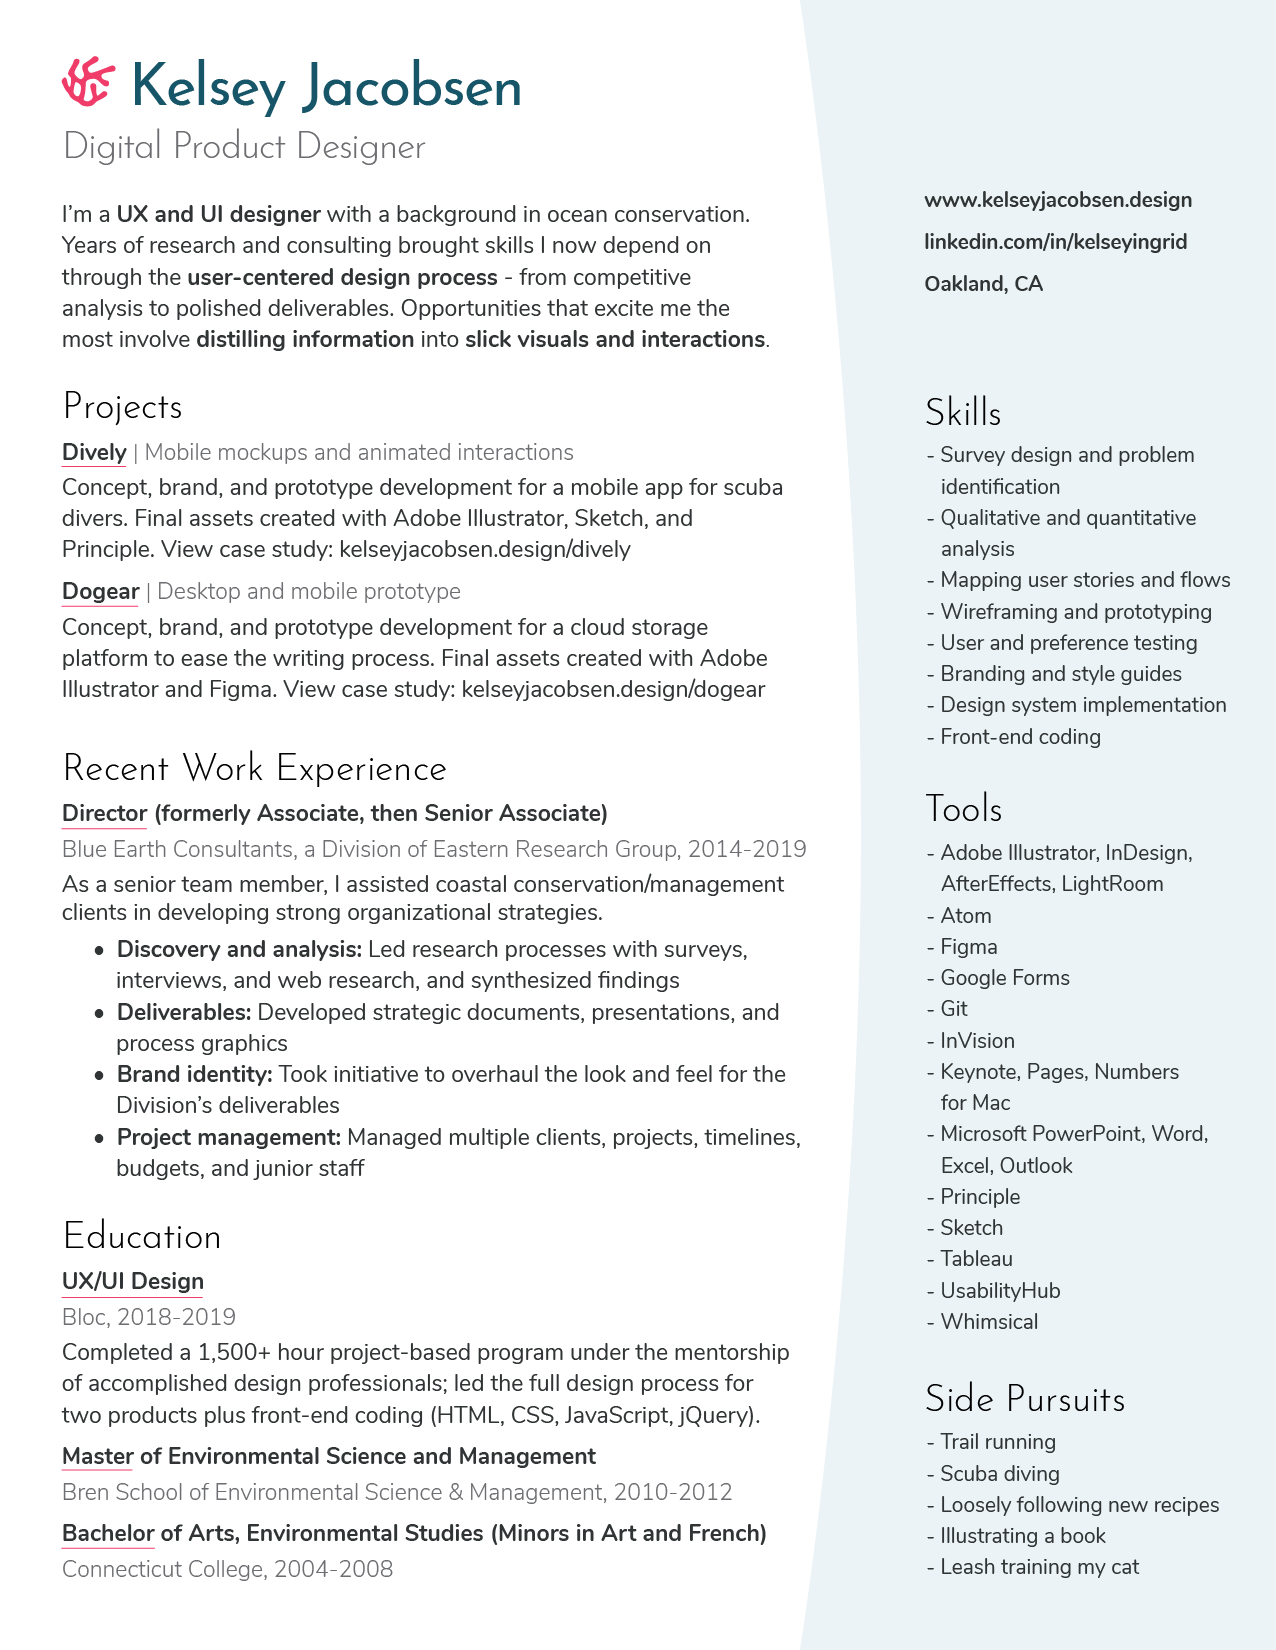 Kelsey Jacobsen
Digital Product Designer
I'm a UX and UI designer with a background in ocean conservation.
Years of research and consulting brought skills I now depend on
through the user-centered design process - from competitive
analysis to polished deliverables. Opportunities that excite me the
most involve distilling information into slick visuals and interactions.
Projects
Dively | Mobile mockups and animated interactions
Concept, brand, and prototype development for a mobile app for scuba
divers. Final assets created with Adobe Illustrator, Sketch, and
Principle. View case study: kelseyjacobsen.design/dively
Dogear | Desktop and mobile prototype
Concept, brand, and prototype development for a cloud storage
platform to ease the writing process. Final assets created with Adobe
Illustrator and Figma. View case study: kelseyjacobsen.design/dogear
Recent Work Experience
Director (formerly Associate, then Senior Associate)
Blue Earth Consultants, a Division of Eastern Research Group, 2014-2019
As a senior team member, I assisted coastal conservation/management
clients in developing strong organizational strategies.
• Discovery and analysis: Led research processes with surveys,
interviews, and web research, and synthesized findings
• Deliverables: Developed strategic documents, presentations, and
process graphics
• Brand identity: Took initiative to overhaul the look and feel for the
Division's deliverables
• Project management: Managed multiple clients, projects, timelines,
budgets, and junior staff
Education
UX/UI Design
Bloc, 2018-2019
Completed a 1,500+ hour project-based program under the mentorship
of accomplished design professionals; led the full design process for
two products plus front-end coding (HTML, CSS, JavaScript, jQuery).
Master of Environmental Science and Management
Bren School of Environmental Science & Management, 2010-2012
Bachelor of Arts, Environmental Studies (Minors in Art and French)
Connecticut College, 2004-2008
www.kelseyjacobsen.design
linkedin.com/in/kelseyingrid
Oakland, CA
Skills
- Survey design and problem
identification
- Qualitative and quantitative
analysis
- Mapping user stories and flows
- Wireframing and prototyping
- User and preference testing
- Branding and style guides
- Design system implementation
- Front-end coding
Tools
- Adobe Illustrator, InDesign,
AfterEffects, LightRoom
- Atom
- Figma
- Google Forms
- Git
- InVision
- Keynote, Pages, Numbers
for Mac
- Microsoft PowerPoint, Word,
Excel, Outlook
- Principle
- Sketch
- Tableau
- UsabilityHub
- Whimsical
Side Pursuits
- Trail running
- Scuba diving
- Loosely following new recipes
- Illustrating a book
- Leash training my cat